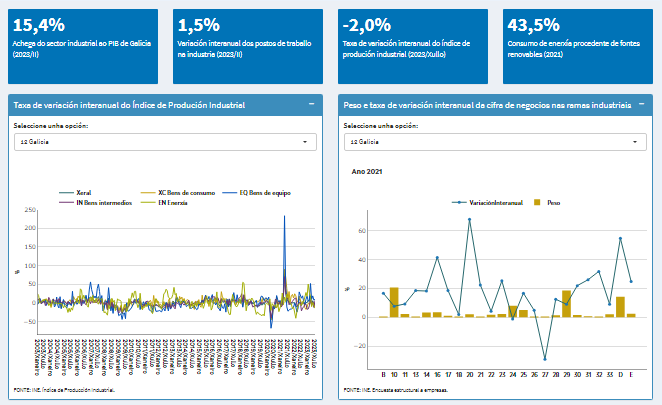 15,4%
Achega do sector industrial ao PIB de Galicia
(2023/II)
1,5%
Variación interanual dos postos de traballo
na industria (2023/II)
-2,0%
Taxa de variación interanual do Índice de
produción industrial (2023/Xullo)
43,5%
Consumo de enerxía procedente de fontes
renovables (2021)
Taxa de variación interanual do Índice de Produción Industrial
Seleccione unha opción:
12 Galicia
Xeral
XC Bens de consumo
EQ Bens de equipo
IN Bens intermedios
EN Enerxía
250
200
150
100
50
0
−50
%
FONTE: INE. Índice de Producción Industrial.
Peso e taxa de variación interanual da cifra de negocios nas ramas industriais
Seleccione unha opción:
12 Galicia
Ano 2021
VariaciónInteranual
Peso
60
40
20
0
−20
%
B 10 11 13 14 15 16 17 18 20 21 22 23 24 25 26 27 28 29 30 31 32 33 D E
FONTE: INE. Encuesta estructural a empresas.